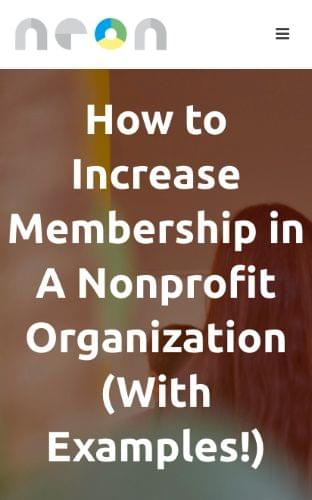 neon
How to
Increase
Membership in
A Nonprofit
Organization
(With
Examples!)